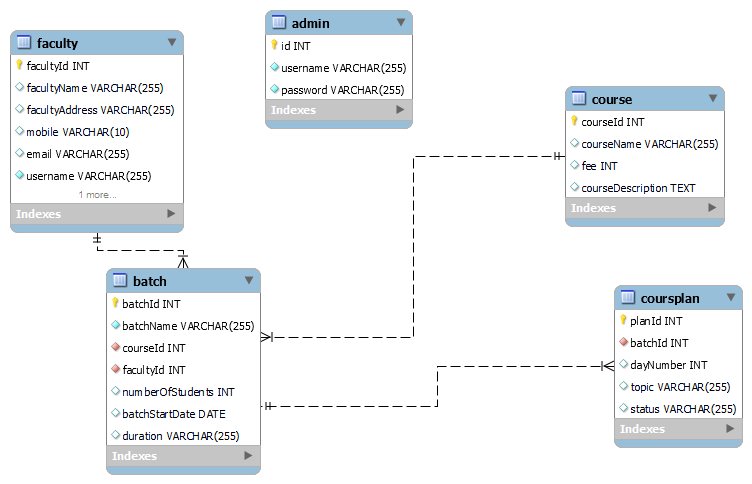 faculty
facultyId INT
facultyName VARCHAR(255)
facultyAddress VARCHAR(255)
mobile VARCHAR(10)
email VARCHAR(255)
username VARCHAR(255)
1 more...
Indexes
admin
id INT
username VARCHAR(255)
password VARCHAR(255)
Indexes
course
courseId INT
courseName VARCHAR(255)
fee INT
courseDescription TEXT
Indexes
batch
batchId INT
batchName VARCHAR(255)
courseId INT
facultyId INT
numberOfStudents INT
batchStartDate DATE
duration VARCHAR(255)
Indexes
coursplan
planId INT
batchId INT
dayNumber INT
topic VARCHAR(255)
status VARCHAR(255)
Indexes